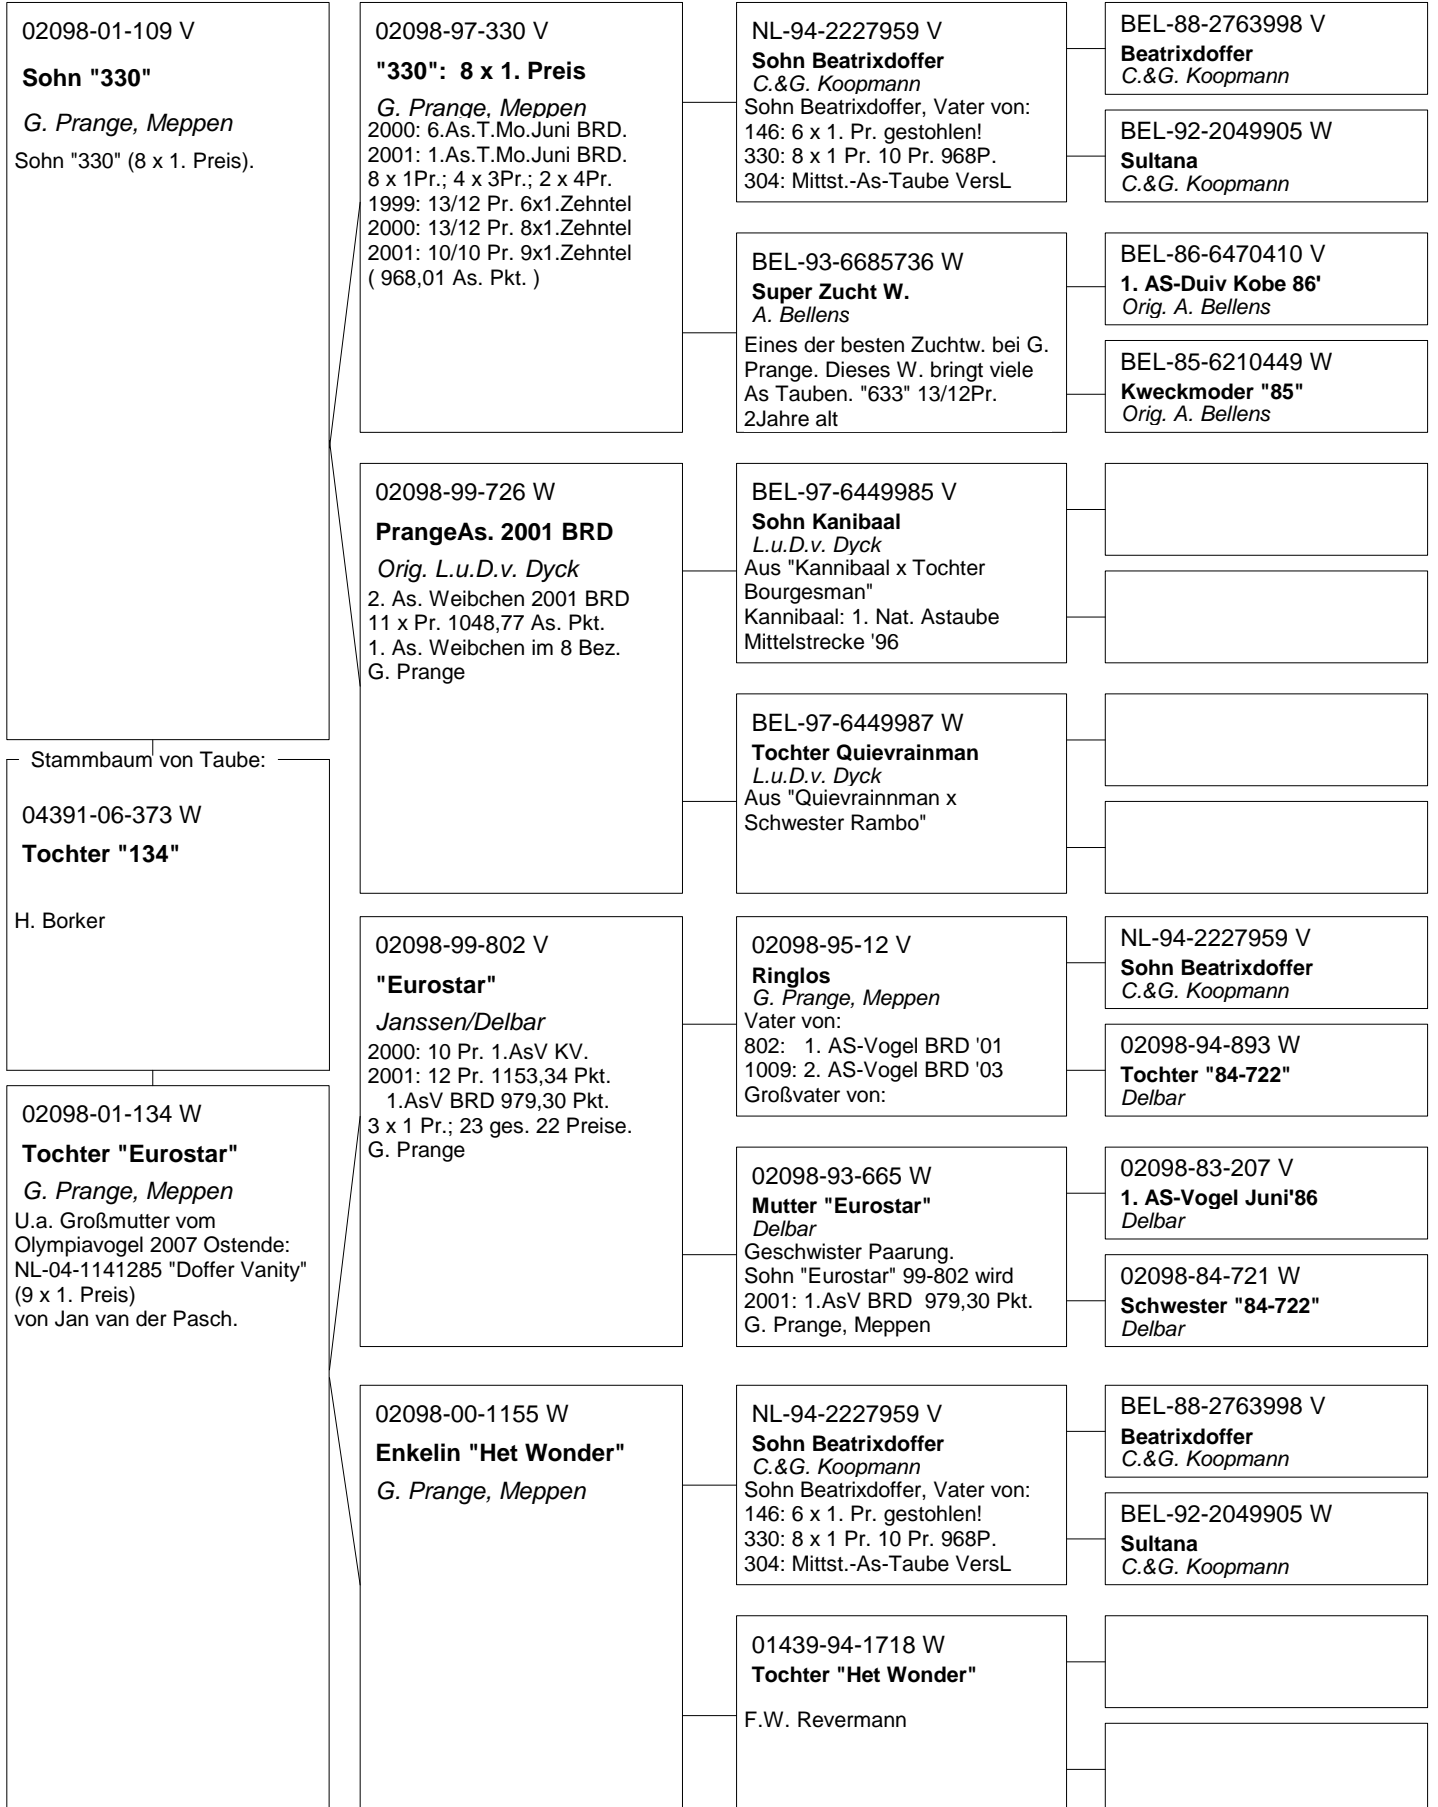 02098-01-109 V
Sohn "330"
G. Prange, Meppen
Sohn "330" (8 x 1. Preis).
Stammbaum von Taube:
04391-06-373 W
Tochter "134"
H. Borker
02098-01-134 W
Tochter "Eurostar"
G. Prange, Meppen
U.a. Großmutter vom
Olympiavogel 2007 Ostende:
NL-04-1141285 "Doffer Vanity"
(9 x 1. Preis)
von Jan van der Pasch.
02098-97-330 V
"330":  8 x 1. Preis
G. Prange, Meppen
2000: 6.As.T.Mo.Juni BRD.
2001: 1.As.T.Mo.Juni BRD.
8 x 1Pr.; 4 x 3Pr.; 2 x 4Pr.
1999: 13/12 Pr. 6x1.Zehntel
2000: 13/12 Pr. 8x1.Zehntel
2001: 10/10 Pr. 9x1.Zehntel
( 968,01 As. Pkt. )
02098-99-726 W
PrangeAs. 2001 BRD
Orig. L.u.D.v. Dyck
2. As. Weibchen 2001 BRD
11 x Pr. 1048,77 As. Pkt.
1. As. Weibchen im 8 Bez.
G. Prange
02098-99-802 V
"Eurostar"
Janssen/Delbar
2000: 10 Pr. 1.AsV KV.
2001: 12 Pr. 1153,34 Pkt.
1.AsV BRD 979,30 Pkt.
3 x 1 Pr.; 23 ges. 22 Preise.
G. Prange
02098-00-1155 W
Enkelin "Het Wonder"
G. Prange, Meppen
NL-94-2227959 V
Sohn Beatrixdoffer
C.&G. Koopmann
Sohn Beatrixdoffer, Vater von:
146: 6 x 1. Pr. gestohlen!
330: 8 x 1 Pr. 10 Pr. 968P.
304: Mittst.-As-Taube VersL
BEL-93-6685736 W
Super Zucht W.
A. Bellens
Eines der besten Zuchtw. bei G.
Prange. Dieses W. bringt viele
As Tauben. "633" 13/12Pr.
2Jahre alt
BEL-97-6449985 V
Sohn Kanibaal
L.u.D.v. Dyck
Aus "Kannibaal x Tochter
Bourgesman"
Kannibaal: 1. Nat. Astaube
Mittelstrecke '96
BEL-97-6449987 W
Tochter Quievrainman
L.u.D.v. Dyck
Aus "Quievrainnman x
Schwester Rambo"
02098-95-12 V
Ringlos
G. Prange, Meppen
Vater von:
802:   1. AS-Vogel BRD '01
1009: 2. AS-Vogel BRD '03
Großvater von:
02098-93-665 W
Mutter "Eurostar"
Delbar
Geschwister Paarung.
Sohn "Eurostar" 99-802 wird
2001: 1.AsV BRD  979,30 Pkt.
G. Prange, Meppen
NL-94-2227959 V
Sohn Beatrixdoffer
C.&G. Koopmann
Sohn Beatrixdoffer, Vater von:
146: 6 x 1. Pr. gestohlen!
330: 8 x 1 Pr. 10 Pr. 968P.
304: Mittst.-As-Taube VersL
01439-94-1718 W
Tochter "Het Wonder"
F.W. Revermann
BEL-88-2763998 V
Beatrixdoffer
C.&G. Koopmann
BEL-92-2049905 W
Sultana
C.&G. Koopmann
BEL-86-6470410 V
1. AS-Duiv Kobe 86'
Orig. A. Bellens
BEL-85-6210449 W
Kweckmoder "85"
Orig. A. Bellens
NL-94-2227959 V
Sohn Beatrixdoffer
C.&G. Koopmann
02098-94-893 W
Tochter "84-722"
Delbar
02098-83-207 V
1. AS-Vogel Juni'86
Delbar
02098-84-721 W
Schwester "84-722"
Delbar
BEL-88-2763998 V
Beatrixdoffer
C.&G. Koopmann
BEL-92-2049905 W
Sultana
C.&G. Koopmann